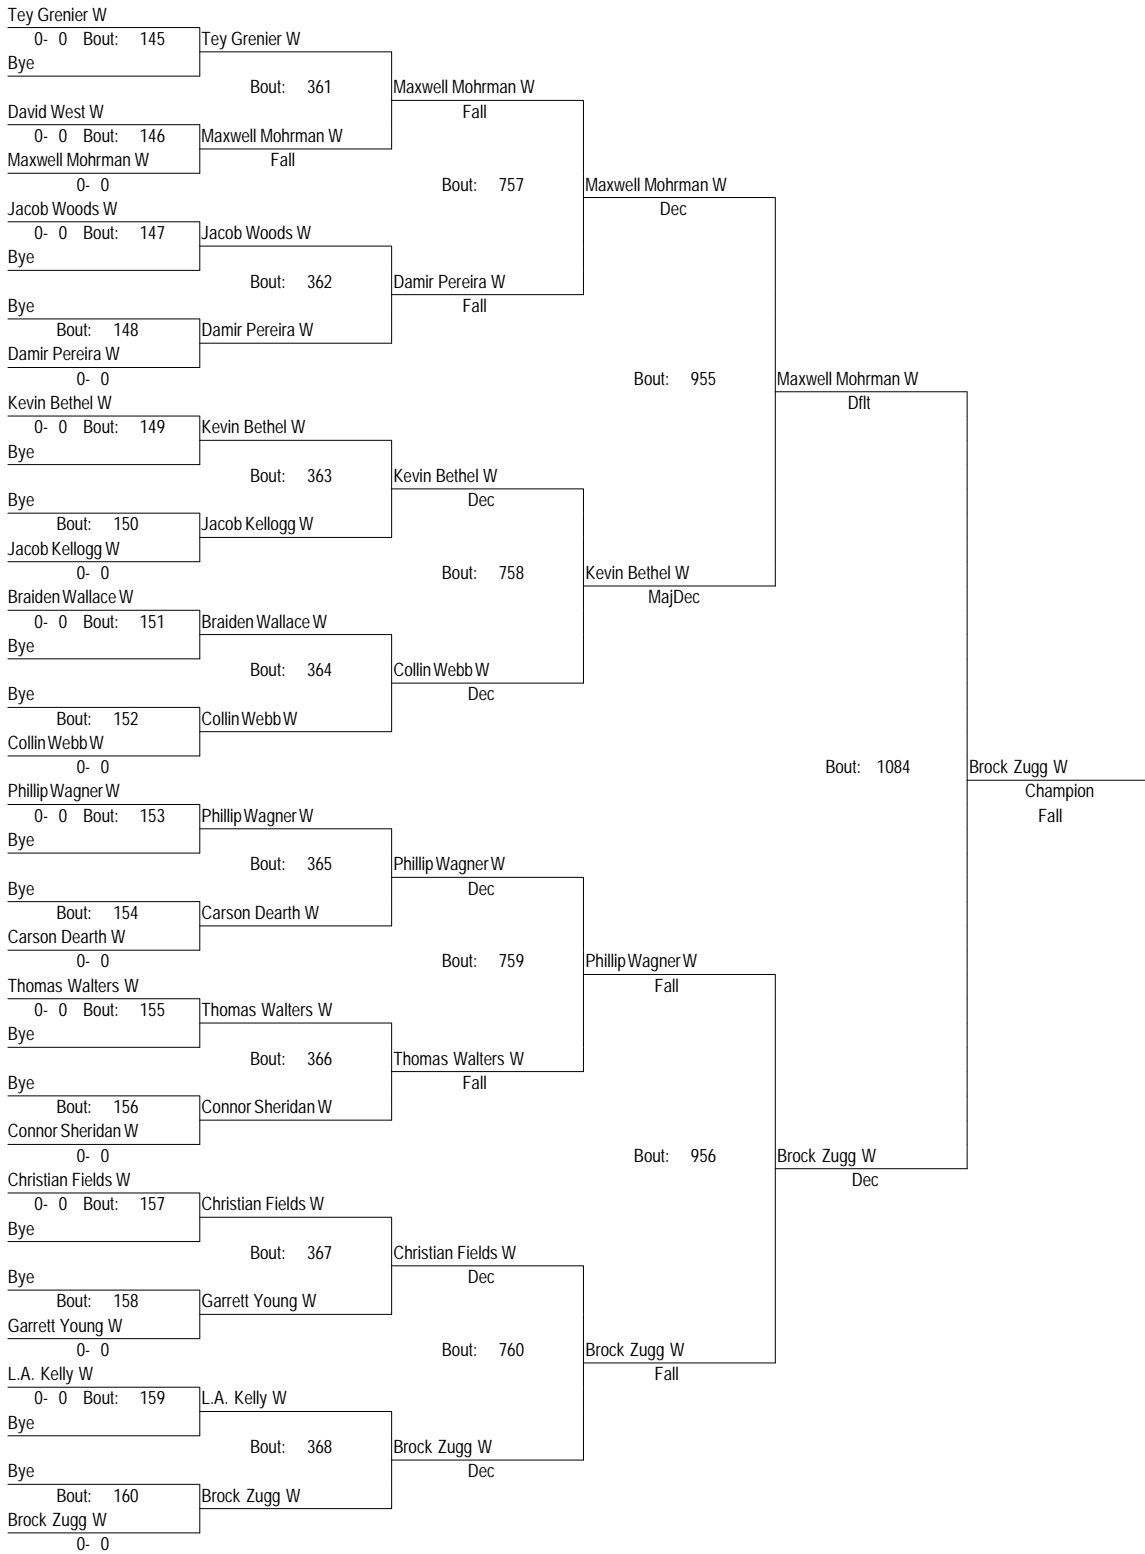 Tey Grenier W
0- 0 Bout: 145 Tey Grenier W
Bye
Bout: 361 Maxwell Mohrman W
David West W Fall
0- 0 Bout: 146 Maxwell Mohrman W
Maxwell Mohrman W Fall
0- 0 Bout: 757 Maxwell Mohrman W
Jacob Woods W Dec
0- 0 Bout: 147 Jacob Woods W
Bye
Bout: 362 Damir Pereira W
Bye Fall
Bout: 148 Damir Pereira W
Damir Pereira W
0- 0 Bout: 955 Maxwell Mohrman W
Kevin Bethel W Dflt
0- 0 Bout: 149 Kevin Bethel W
Bye
Bout: 363 Kevin Bethel W
Bye Dec
Bout: 150 Jacob Kellogg W
Jacob Kellogg W
0- 0 Bout: 758 Kevin Bethel W
Braiden Wallace W MajDec
0- 0 Bout: 151 Braiden Wallace W
Bye
Bout: 364 Collin Webb W
Bye Dec
Bout: 152 Collin Webb W
Collin Webb W
0- 0 Bout: 1084 Brock Zugg W
Phillip Wagner W Champion
0- 0 Bout: 153 Phillip Wagner W Fall
Bye
Bout: 365 Phillip Wagner W
Bye Dec
Bout: 154 Carson Dearth W
Carson Dearth W
0- 0 Bout: 759 Phillip Wagner W
Thomas Walters W Fall
0- 0 Bout: 155 Thomas Walters W
Bye
Bout: 366 Thomas Walters W
Bye Fall
Bout: 156 Connor Sheridan W
Connor Sheridan W
0- 0 Bout: 956 Brock Zugg W
Christian Fields W Dec
0- 0 Bout: 157 Christian Fields W
Bye
Bout: 367 Christian Fields W
Bye Dec
Bout: 158 Garrett Young W
Garrett Young W
0- 0 Bout: 760 Brock Zugg W
L.A. Kelly W Fall
0- 0 Bout: 159 L.A. Kelly W
Bye
Bout: 368 Brock Zugg W
Bye Dec
Bout: 160 Brock Zugg W
Brock Zugg W
0- 0